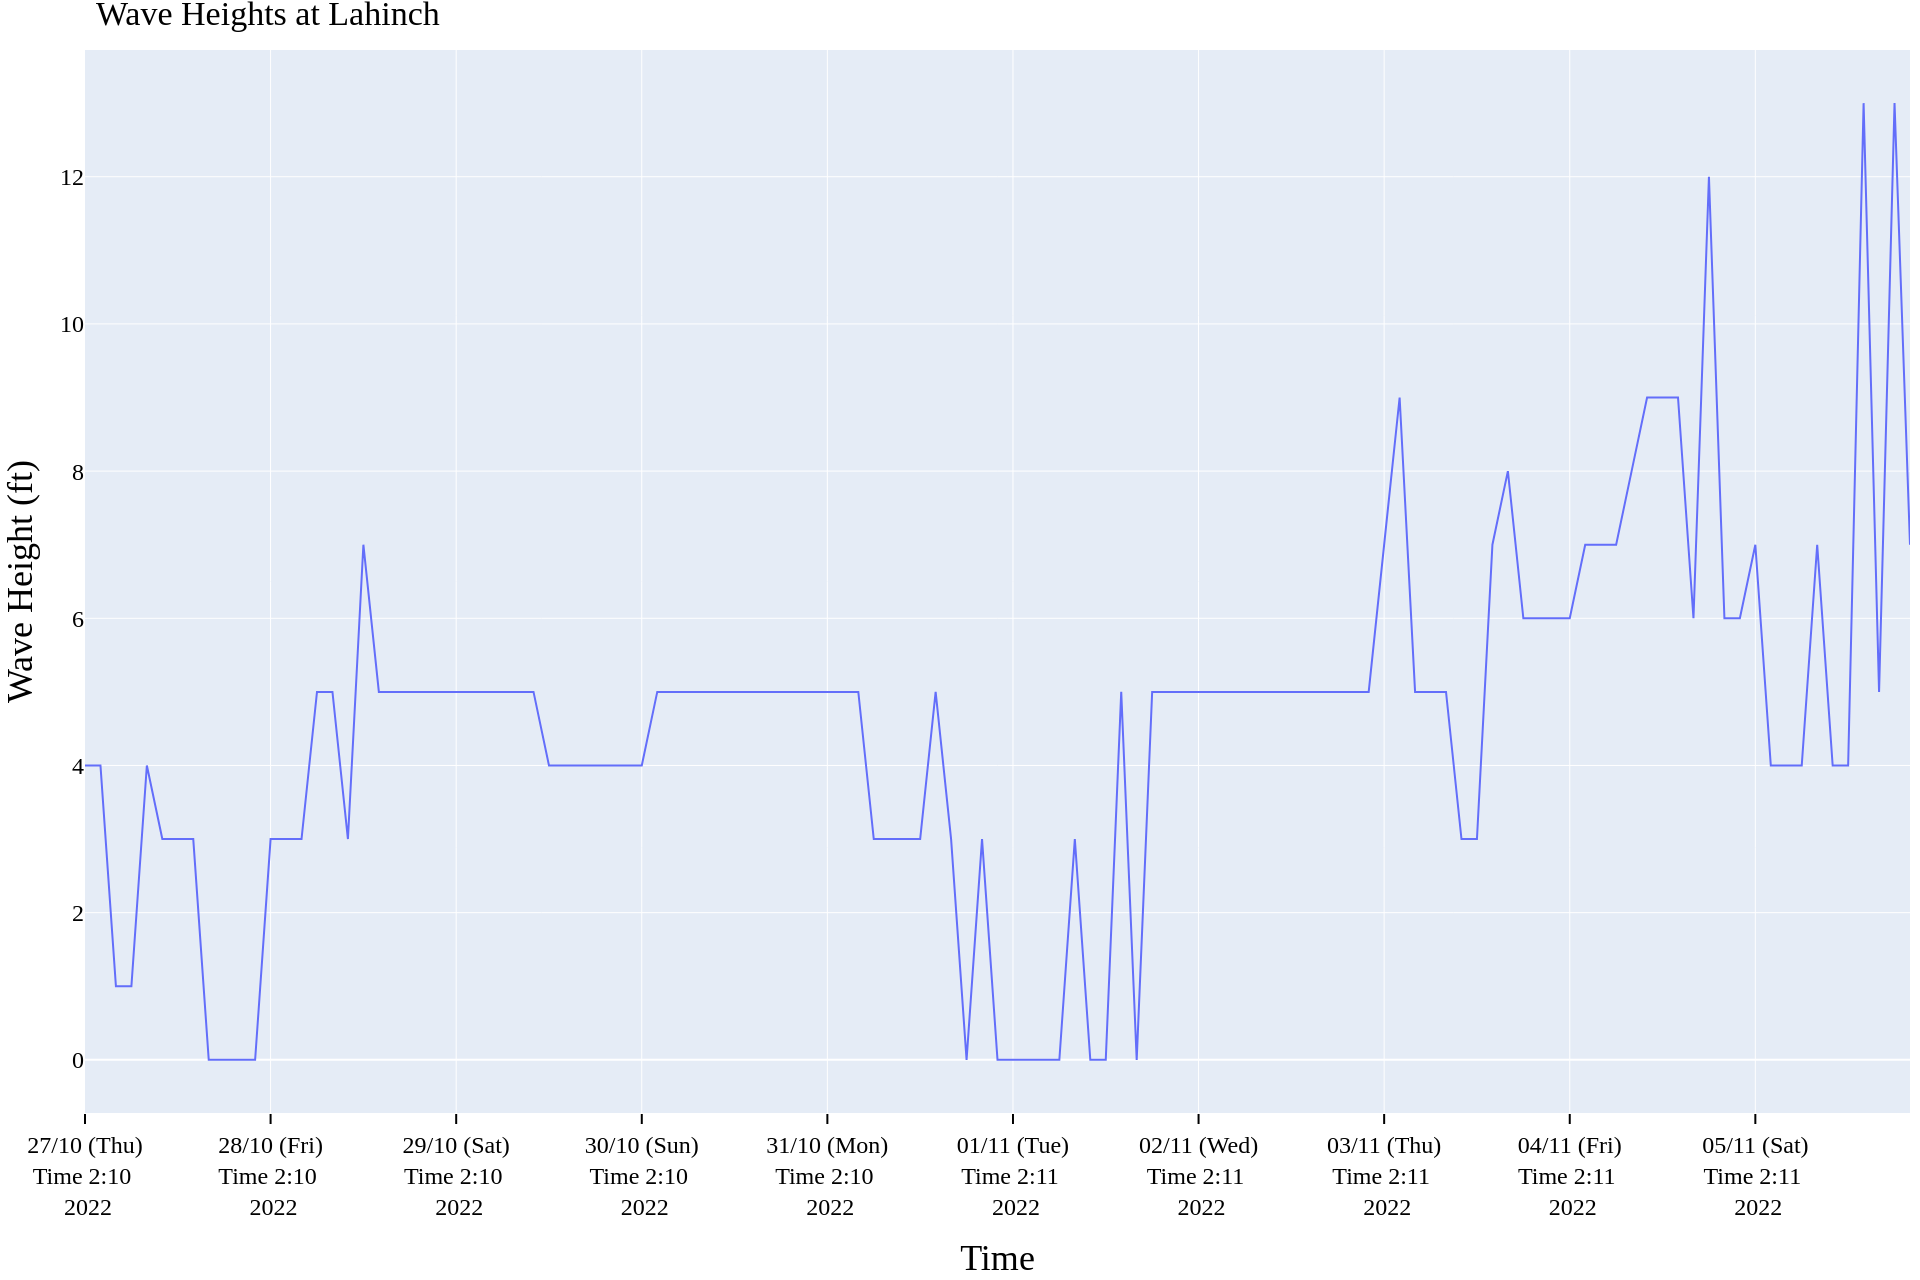 Wave Heights at Lahinch
Wave Height (ft)
12
10
8
6
4
2
0
27/10 (Thu)
Time 2:10
2022
28/10 (Fri)
Time 2:10
2022
29/10 (Sat)
Time 2:10
2022
30/10 (Sun)
Time 2:10
2022
31/10 (Mon)
Time 2:10
2022
01/11 (Tue)
Time 2:11
2022
02/11 (Wed)
Time 2:11
2022
03/11 (Thu)
Time 2:11
2022
04/11 (Fri)
Time 2:11
2022
05/11 (Sat)
Time 2:11
2022
Time